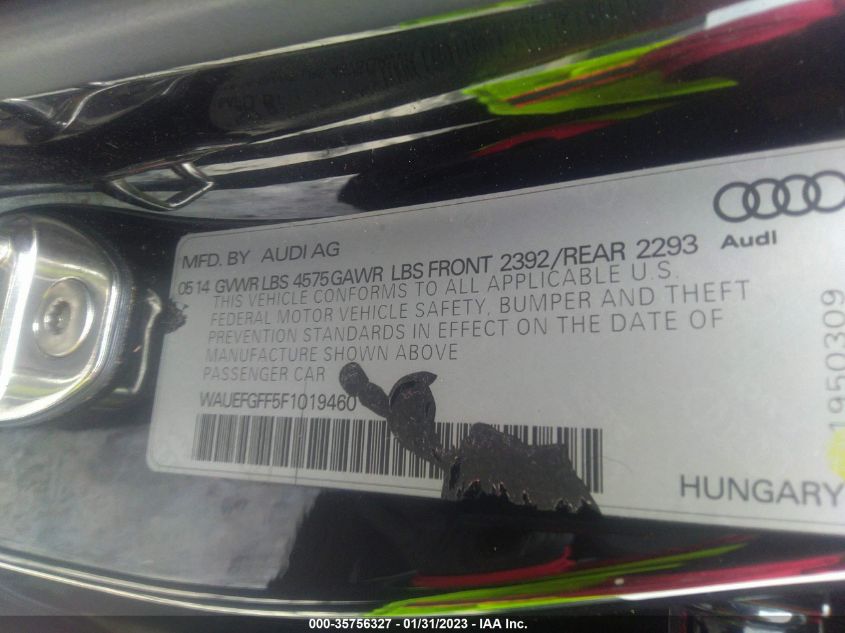 MFD. BY AUDI AG
Audi
05 14 GVWR LBS 4575 GAWR LBS FRONT 2392/REAR 2293
THIS VEHICLE CONFORMS TO ALL APPLICABLE U.S.
FEDERAL MOTOR VEHICLE SAFETY, BUMPER AND THEFT
PREVENTION STANDARDS IN EFFECT ON THE DATE OF
MANUFACTURE SHOWN ABOVE
PASSENGER CAR
WAUEFGFF5F1019460
HUNGARY
1950309
000-35756327 - 01/31/2023 - IAA Inc.